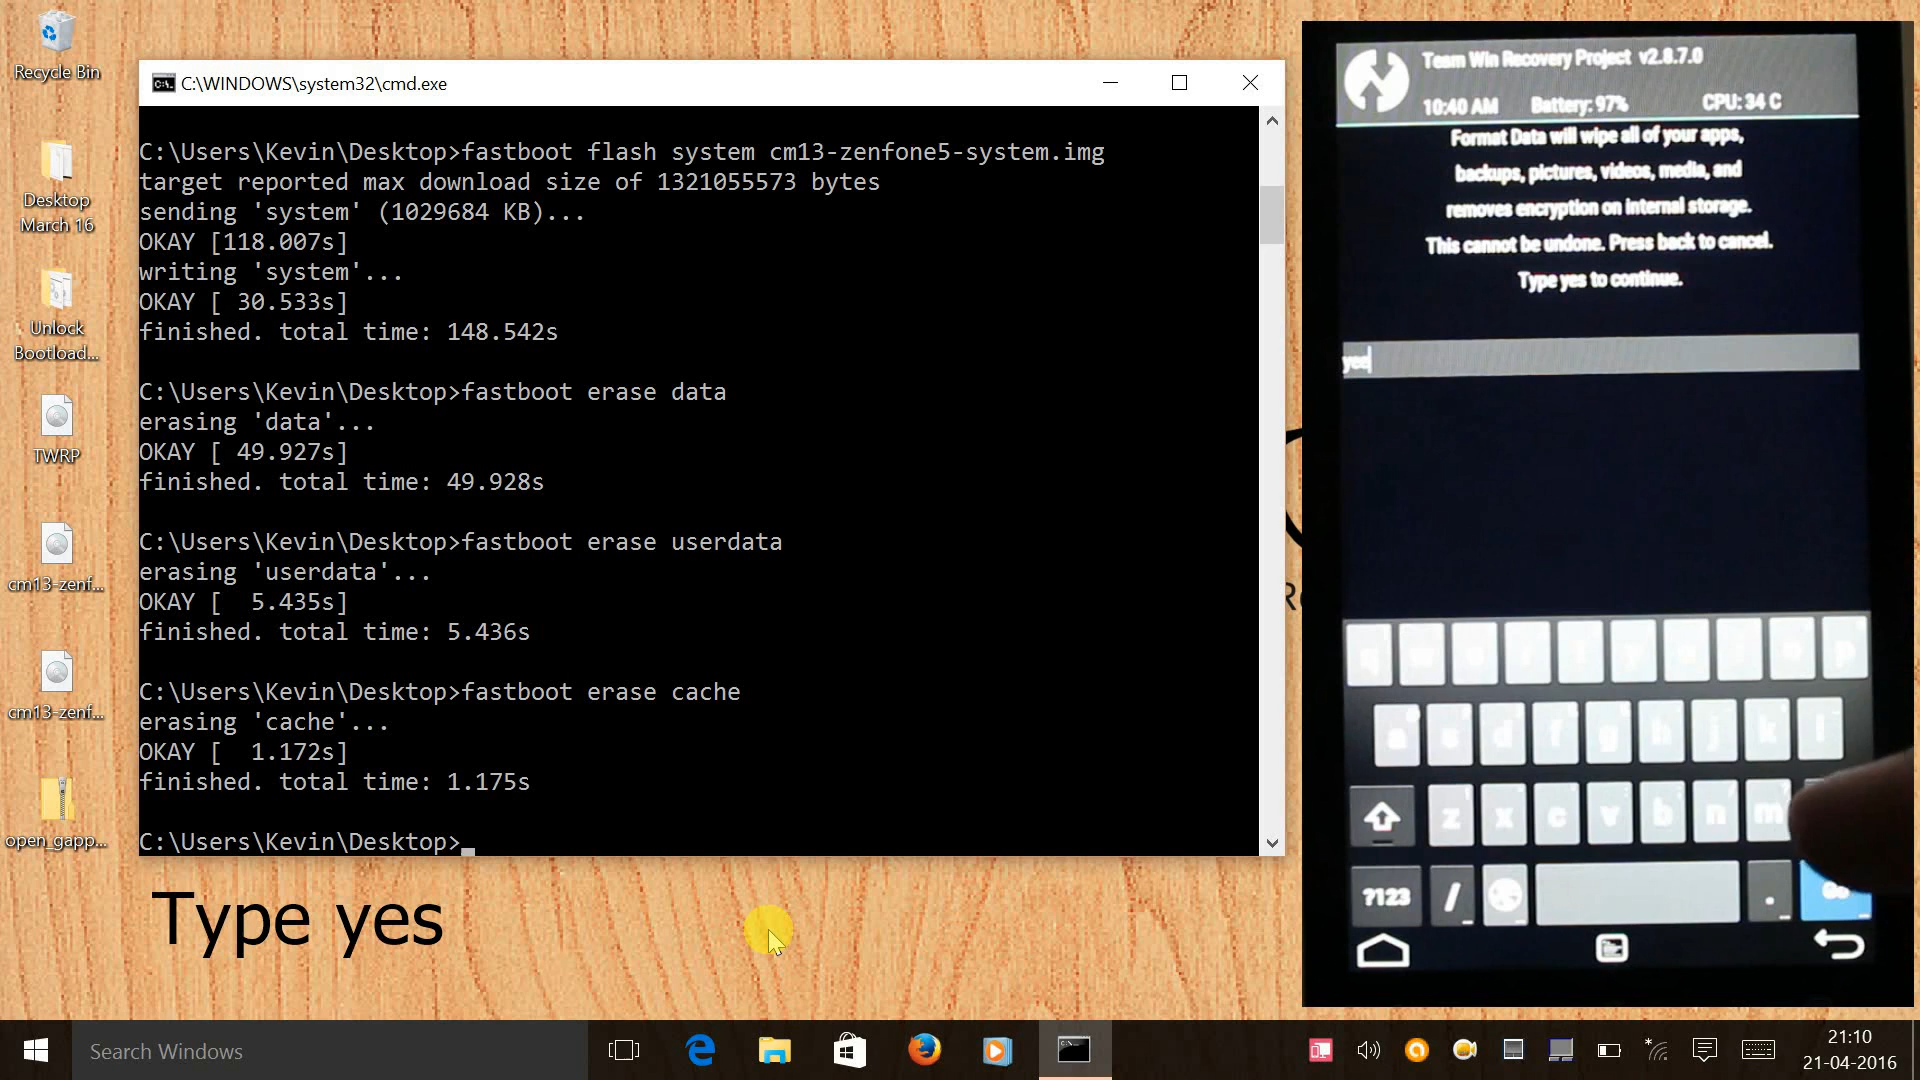 Recycle Bin
Desktop
March 16
Unlock
Bootload...
TWRP
cm13-zenf...
cm13-zenf...
open_gapp...
C:\WINDOWS\system32\cmd.exe
C:\Users\Kevin\Desktop>fastboot flash system cm13-zenfone5-system.img
target reported max download size of 1321055573 bytes
sending 'system' (1029684 KB)...
OKAY [118.007s]
writing 'system'...
OKAY [ 30.533s]
finished. total time: 148.542s
C:\Users\Kevin\Desktop>fastboot erase data
erasing 'data'...
OKAY [ 49.927s]
finished. total time: 49.928s
C:\Users\Kevin\Desktop>fastboot erase userdata
erasing 'userdata'...
OKAY [  5.435s]
finished. total time: 5.436s
C:\Users\Kevin\Desktop>fastboot erase cache
erasing 'cache'...
OKAY [  1.172s]
finished. total time: 1.175s
C:\Users\Kevin\Desktop>
Type yes
Team Win Recovery Project v2.8.7.0
10:40 AM Battery: 97% CPU: 34 C
Format Data will wipe all of your apps,
backups, pictures, videos, media, and
removes encryption on internal storage.
This cannot be undone. Press back to cancel.
Type yes to continue.
a s d f g h j k l
z x c v b n m
?123 / .
Search Windows
21:10
21-04-2016